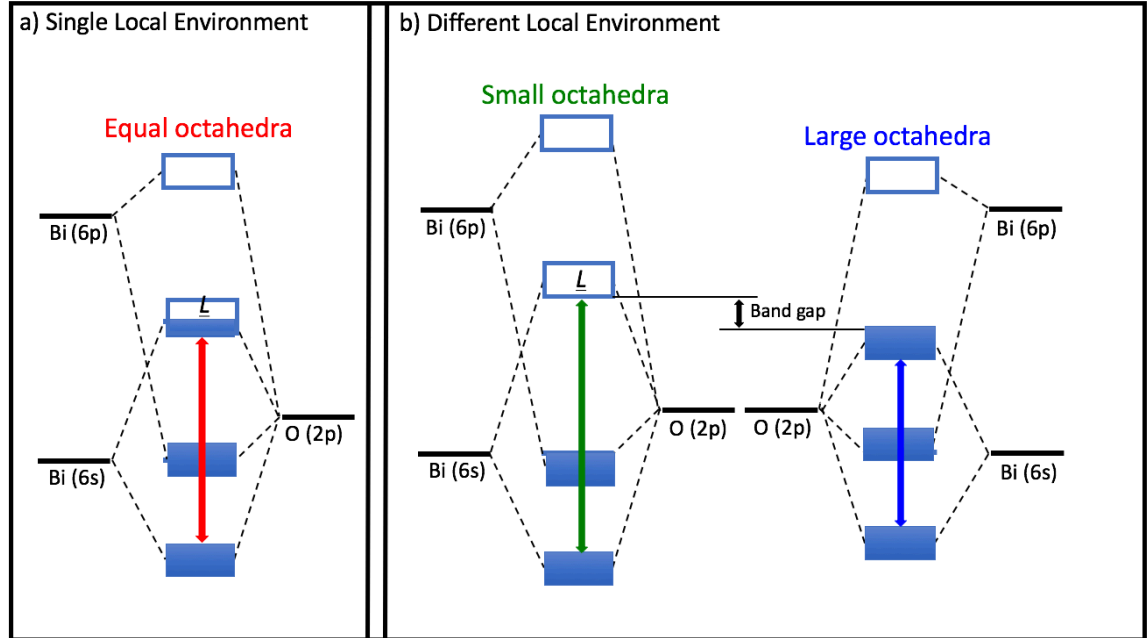 a) Single Local Environment
Equal octahedra
Bi (6p)
L
O (2p)
Bi (6s)
b) Different Local Environment
Small octahedra
Large octahedra
Bi (6p)
Bi (6p)
L
Band gap
O (2p)
O (2p)
Bi (6s)
Bi (6s)